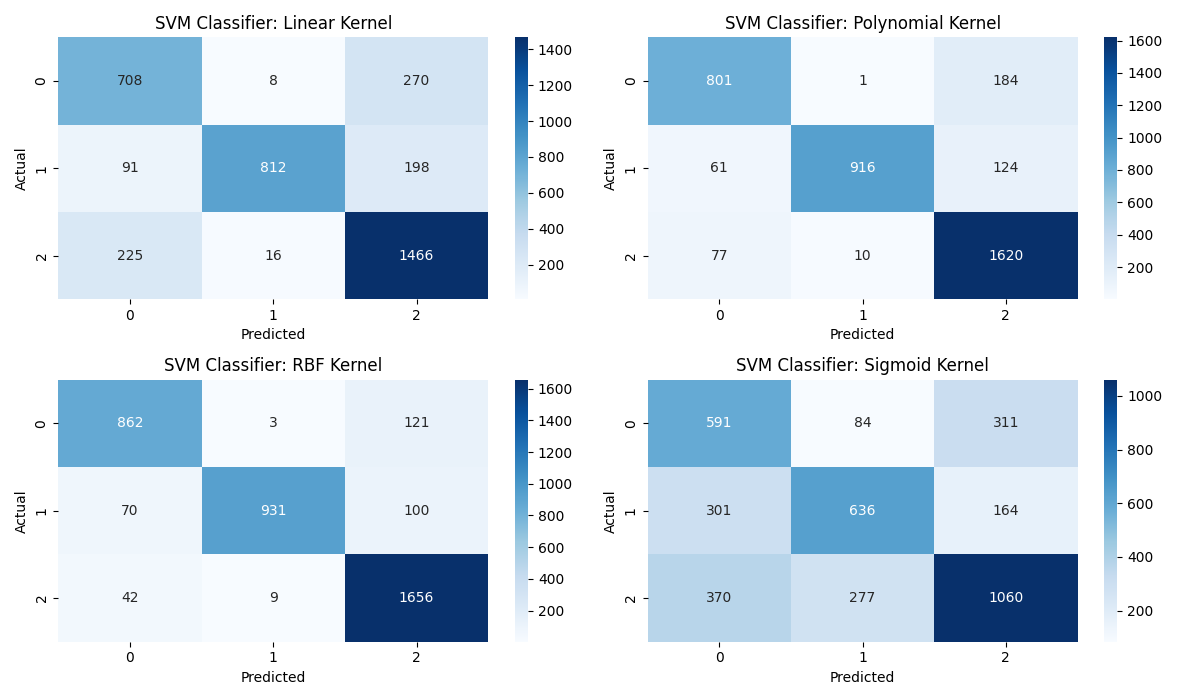 SVM Classifier: Linear Kernel
0 708 8 270
1 91 812 198
2 225 16 1466
0 1 2
Predicted
Actual
1400
1200
1000
800
600
400
200
SVM Classifier: Polynomial Kernel
0 801 1 184
1 61 916 124
2 77 10 1620
0 1 2
Predicted
Actual
1600
1400
1200
1000
800
600
400
200
SVM Classifier: RBF Kernel
0 862 3 121
1 70 931 100
2 42 9 1656
0 1 2
Predicted
Actual
1600
1400
1200
1000
800
600
400
200
SVM Classifier: Sigmoid Kernel
0 591 84 311
1 301 636 164
2 370 277 1060
0 1 2
Predicted
Actual
1000
800
600
400
200